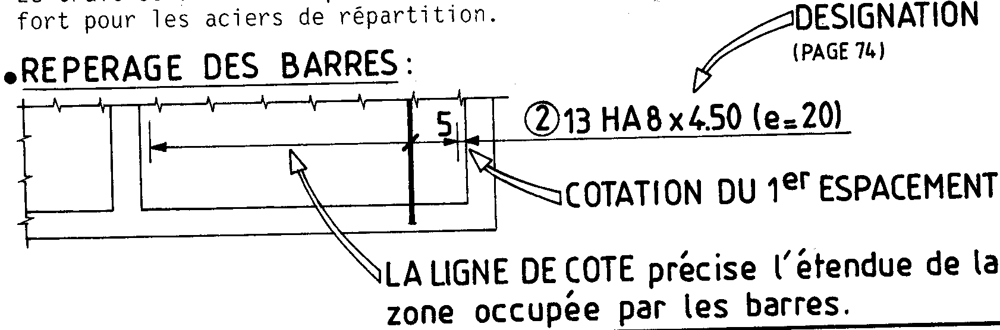 fort pour les aciers de répartition.
DESIGNATION
(PAGE 74)
• REPERAGE DES BARRES :
5
② 13 HA 8 x 4.50 (e=20)
COTATION DU 1er ESPACEMENT
LA LIGNE DE COTE précise l'étendue de la
zone occupée par les barres.